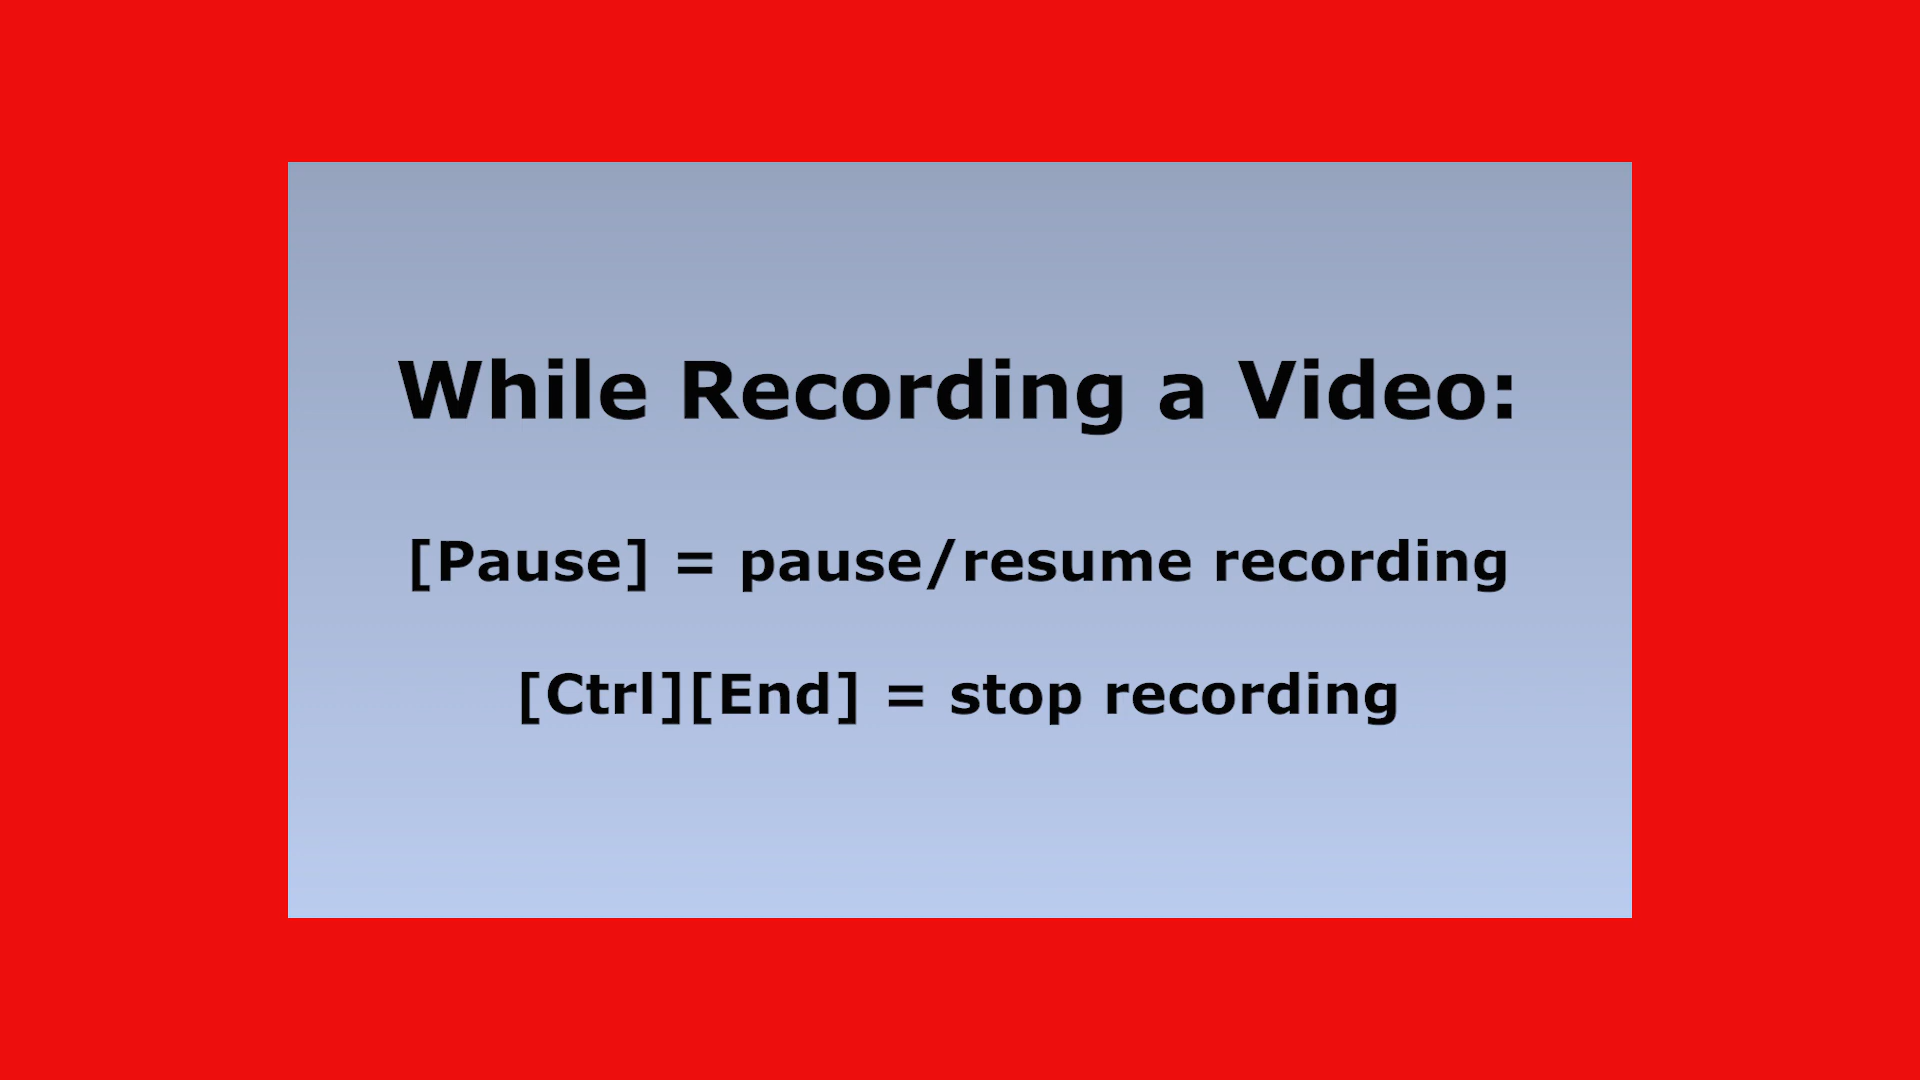 While Recording a Video:
[Pause] = pause/resume recording
[Ctrl][End] = stop recording